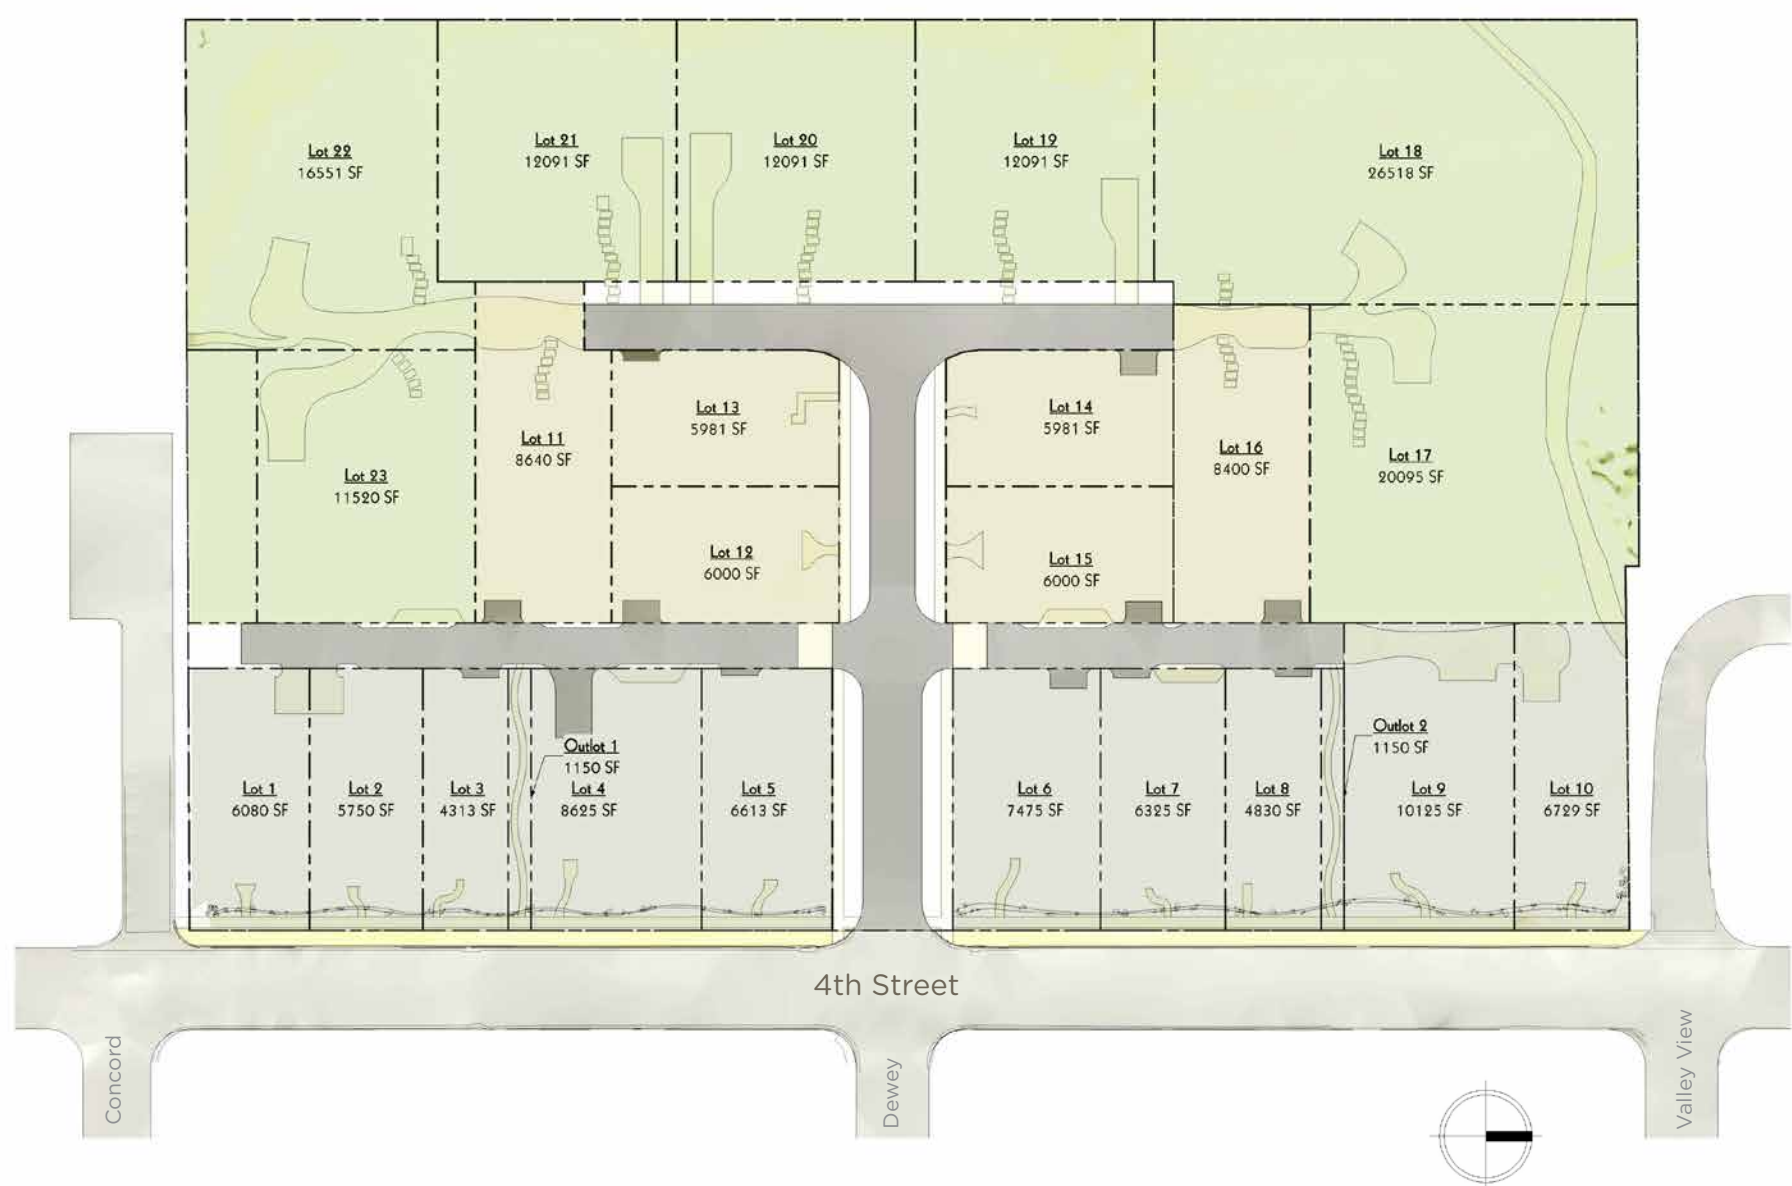 Lot 22
16551 SF
Lot 21
12091 SF
Lot 20
12091 SF
Lot 19
12091 SF
Lot 18
26518 SF
Lot 23
11520 SF
Lot 11
8640 SF
Lot 13
5981 SF
Lot 12
6000 SF
Lot 14
5981 SF
Lot 15
6000 SF
Lot 16
8400 SF
Lot 17
20095 SF
Lot 1
6080 SF
Lot 2
5750 SF
Lot 3
4313 SF
Outlot 1
1150 SF
Lot 4
8625 SF
Lot 5
6613 SF
Lot 6
7475 SF
Lot 7
6325 SF
Lot 8
4830 SF
Outlot 2
1150 SF
Lot 9
10125 SF
Lot 10
6729 SF
4th Street
Concord
Dewey
Valley View